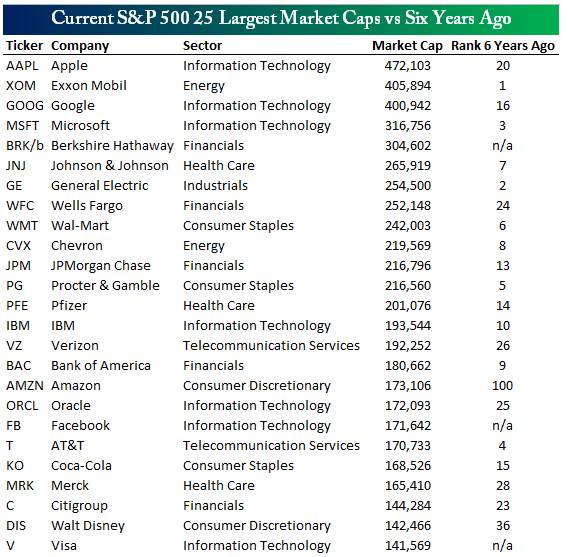 Current S&P 500 25 Largest Market Caps vs Six Years Ago
Ticker Company Sector Market Cap Rank 6 Years Ago
AAPL Apple Information Technology 472,103 20
XOM Exxon Mobil Energy 405,894 1
GOOG Google Information Technology 400,942 16
MSFT Microsoft Information Technology 316,756 3
BRK/b Berkshire Hathaway Financials 304,602 n/a
JNJ Johnson & Johnson Health Care 265,919 7
GE General Electric Industrials 254,500 2
WFC Wells Fargo Financials 252,148 24
WMT Wal-Mart Consumer Staples 242,003 6
CVX Chevron Energy 219,569 8
JPM JPMorgan Chase Financials 216,796 13
PG Procter & Gamble Consumer Staples 216,560 5
PFE Pfizer Health Care 201,076 14
IBM IBM Information Technology 193,544 10
VZ Verizon Telecommunication Services 192,252 26
BAC Bank of America Financials 180,662 9
AMZN Amazon Consumer Discretionary 173,106 100
ORCL Oracle Information Technology 172,093 25
FB Facebook Information Technology 171,642 n/a
T AT&T Telecommunication Services 170,733 4
KO Coca-Cola Consumer Staples 168,526 15
MRK Merck Health Care 165,410 28
C Citigroup Financials 144,284 23
DIS Walt Disney Consumer Discretionary 142,466 36
V Visa Information Technology 141,569 n/a